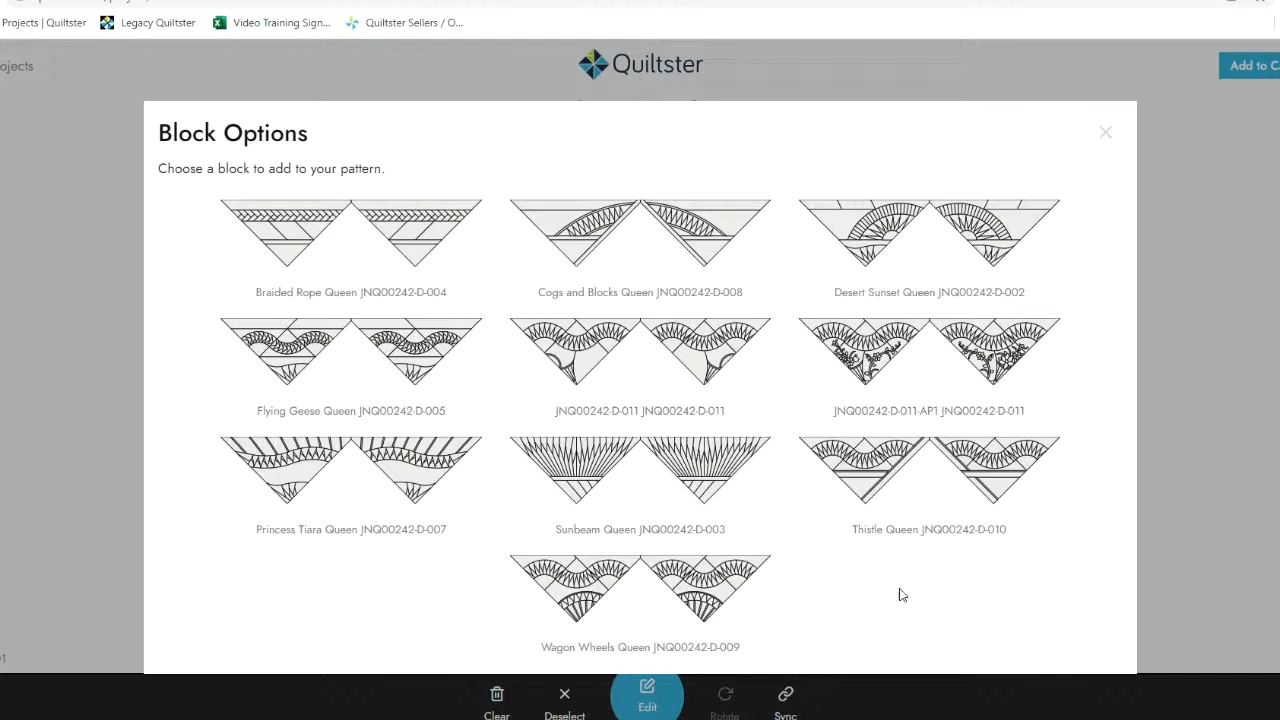 Projects | Quiltster
Legacy Quiltster
Video Training Sign...
Quiltster Sellers / O...
ojects
Quiltster
Add to C
Block Options
Choose a block to add to your pattern.
Braided Rope Queen JNQ00242-D-004
Cogs and Blocks Queen JNQ00242-D-008
Desert Sunset Queen JNQ00242-D-002
Flying Geese Queen JNQ00242-D-005
JNQ00242-D-011 JNQ00242-D-011
JNQ00242-D-011-AP1 JNQ00242-D-011
Princess Tiara Queen JNQ00242-D-007
Sunbeam Queen JNQ00242-D-003
Thistle Queen JNQ00242-D-010
Wagon Wheels Queen JNQ00242-D-009
Clear
Deselect
Edit
Rotate
Sync